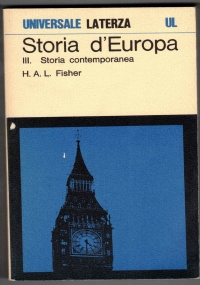 UNIVERSALE LATERZA UL
Storia d'Europa
III. Storia contemporanea
H. A. L. Fisher